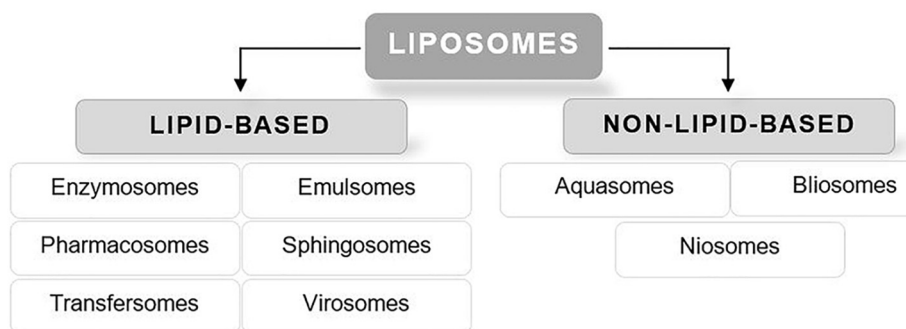 LIPOSOMES
LIPID-BASED
NON-LIPID-BASED
Enzymosomes
Emulsomes
Aquasomes
Bliosomes
Pharmacosomes
Sphingosomes
Niosomes
Transfersomes
Virosomes